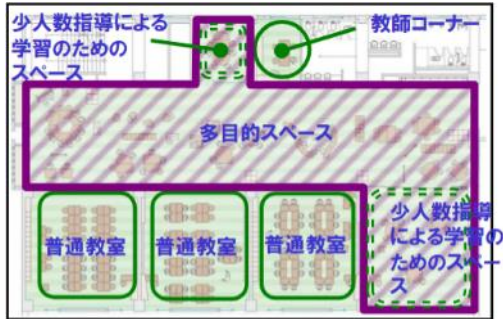 少人数指導による
学習のための
スペース
教師コーナー
多目的スペース
普通教室
普通教室
普通教室
少人数指導
による学習の
ためのスペー
ス